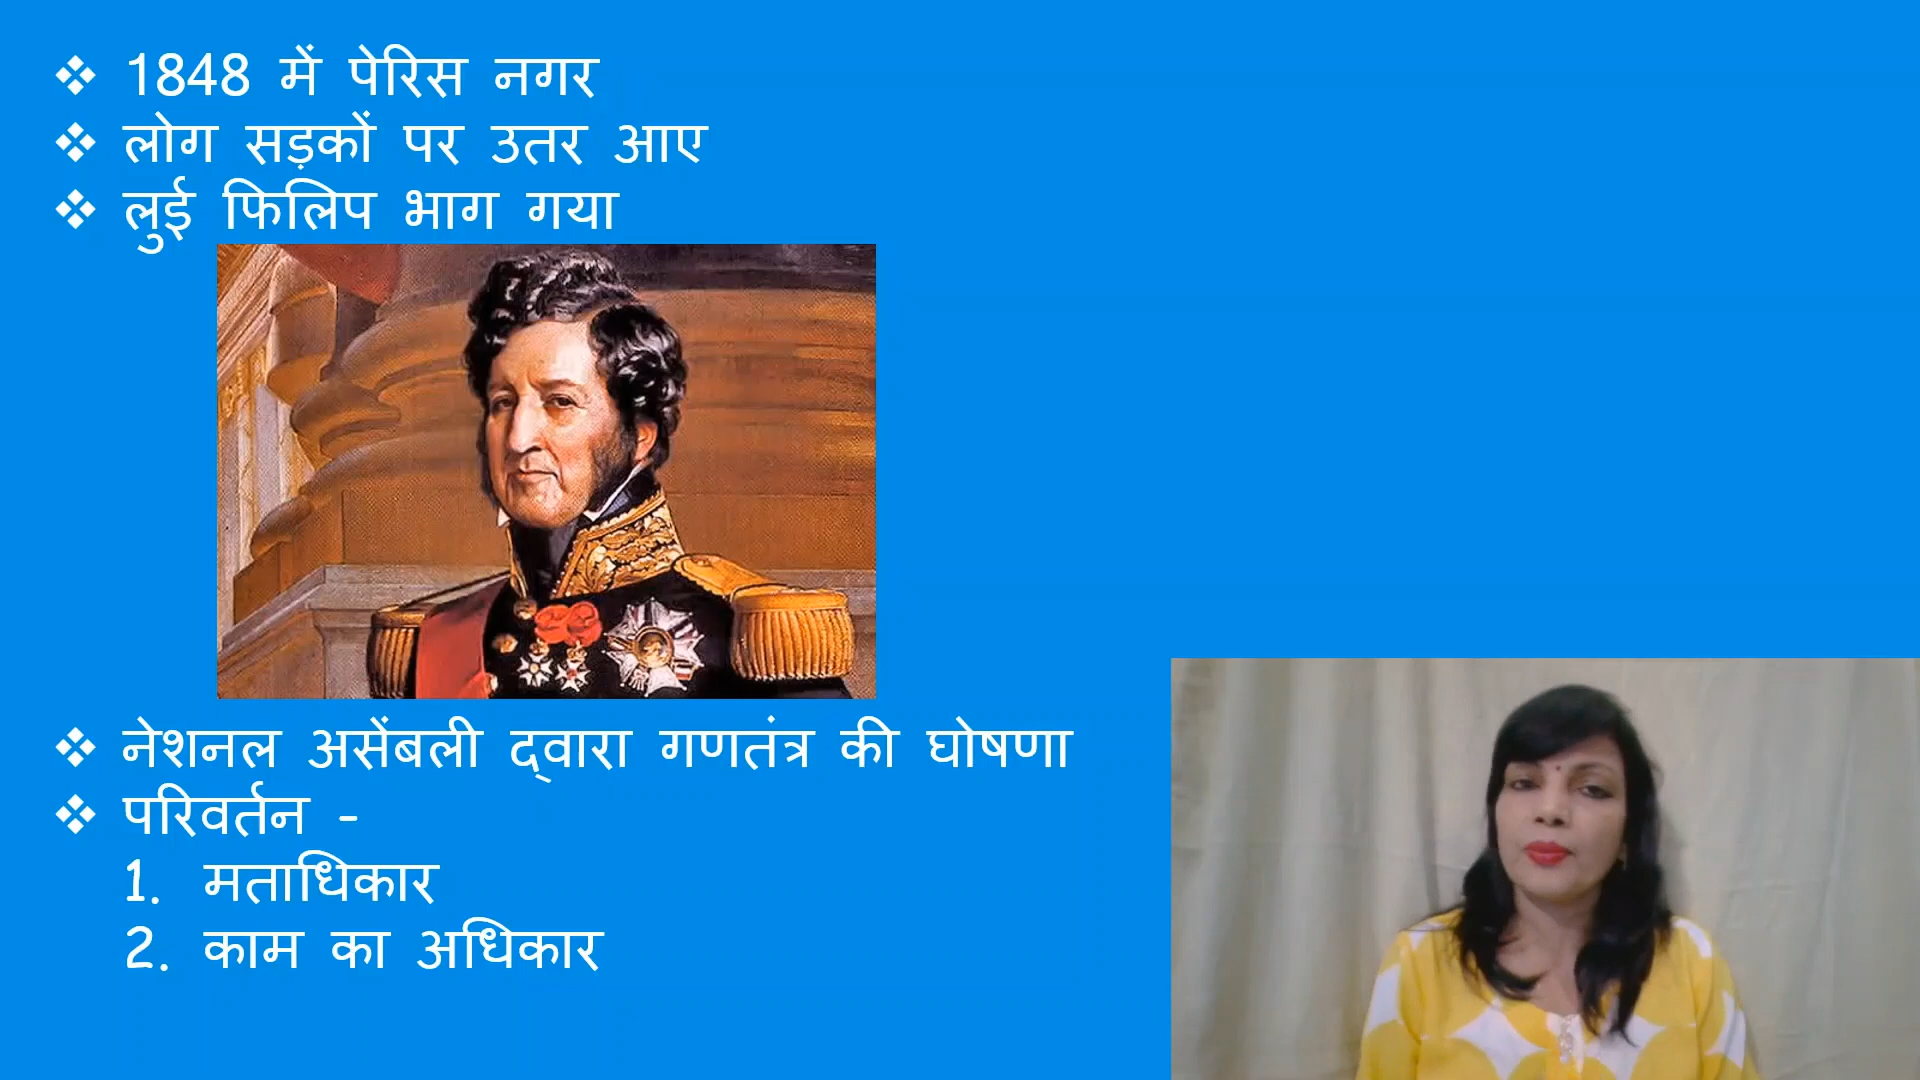 ❖ 1848 में पेरिस नगर
❖ लोग सड़कों पर उतर आए
❖ लुई फिलिप भाग गया
❖ नेशनल असेंबली द्वारा गणतंत्र की घोषणा
❖ परिवर्तन -
1. मताधिकार
2. काम का अधिकार